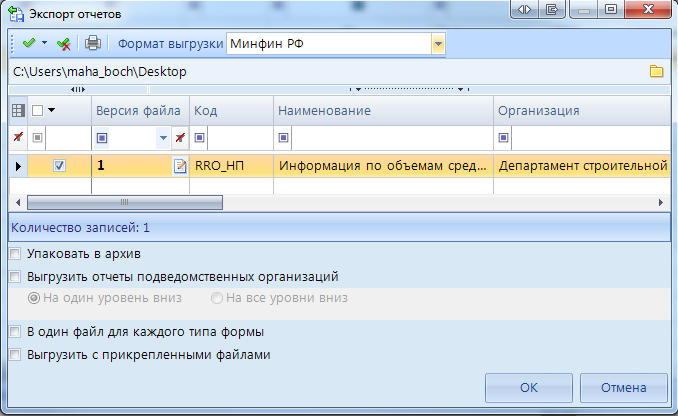 Экспорт отчетов
Формат выгрузки Минфин РФ
C:\Users\maha_boch\Desktop
Версия файла Код Наименование Организация
1 RRO_НП Информация по объемам сред... Департамент строительной
Количество записей: 1
Упаковать в архив
Выгрузить отчеты подведомственных организаций
На один уровень вниз На все уровни вниз
В один файл для каждого типа формы
Выгрузить с прикрепленными файлами
OK Отмена